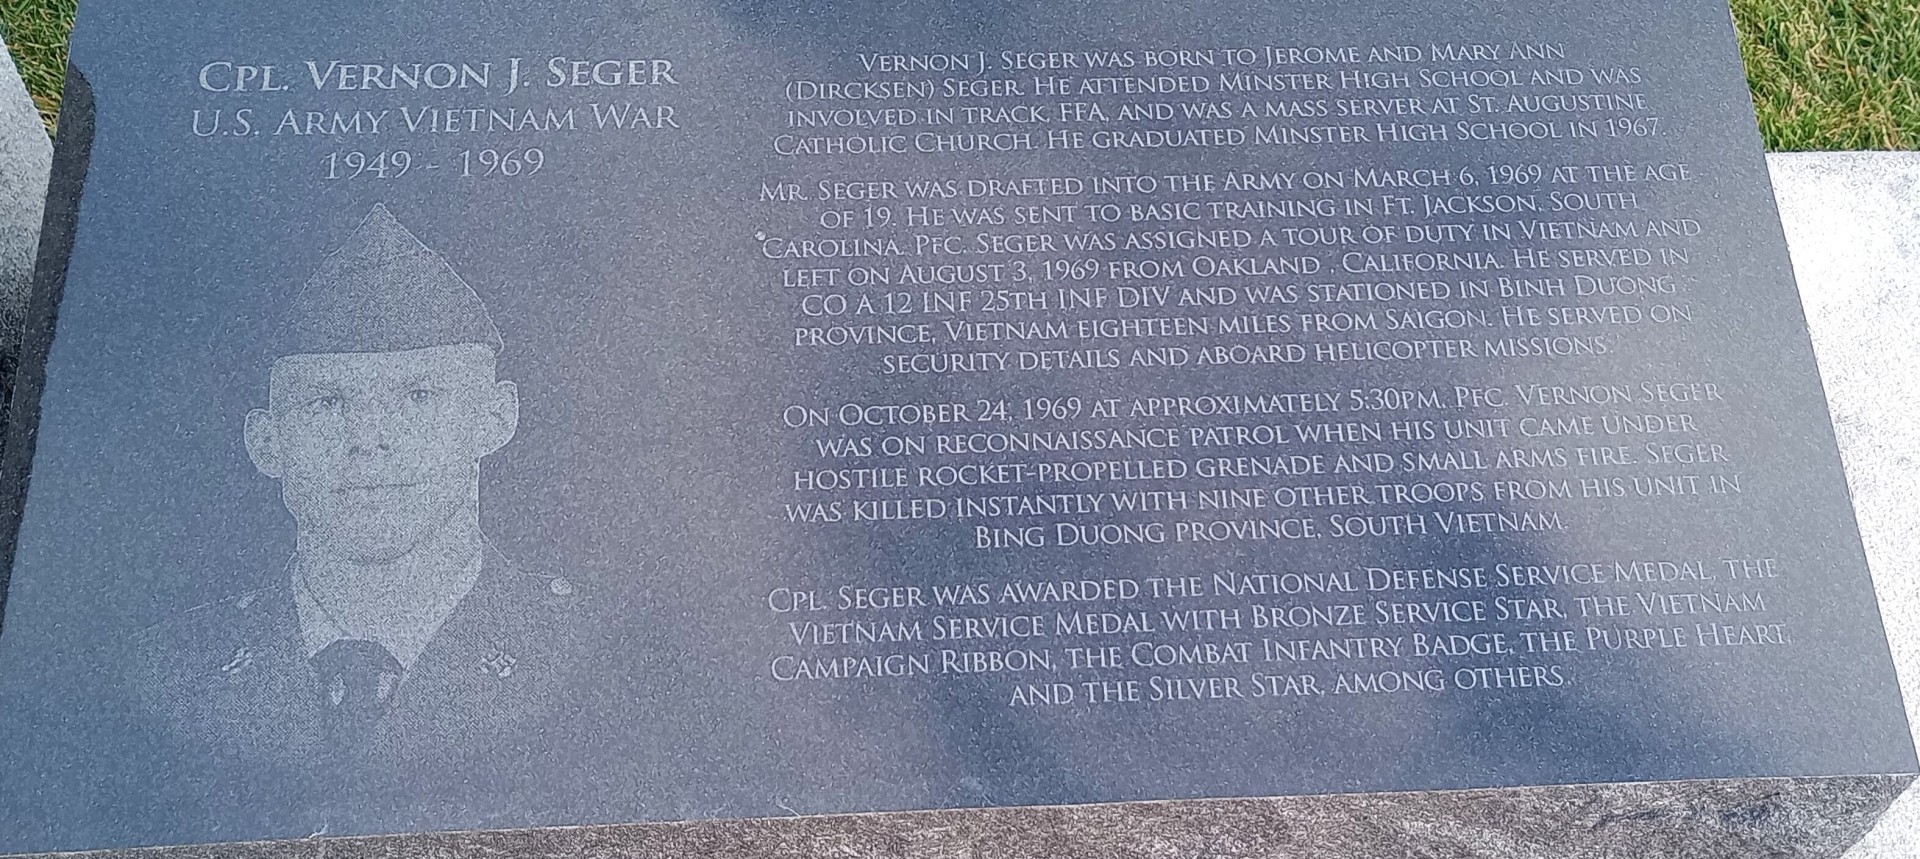 CPL. VERNON J. SEGER
U.S. ARMY VIETNAM WAR
1949 - 1969
VERNON J. SEGER WAS BORN TO JEROME AND MARY ANN
(DIRCKSEN) SEGER. HE ATTENDED MINSTER HIGH SCHOOL AND WAS
INVOLVED IN TRACK, FFA, AND WAS A MASS SERVER AT ST. AUGUSTINE
CATHOLIC CHURCH. HE GRADUATED MINSTER HIGH SCHOOL IN 1967.
MR. SEGER WAS DRAFTED INTO THE ARMY ON MARCH 6, 1969 AT THE AGE
OF 19. HE WAS SENT TO BASIC TRAINING IN FT. JACKSON, SOUTH
CAROLINA. PFC. SEGER WAS ASSIGNED A TOUR OF DUTY IN VIETNAM AND
LEFT ON AUGUST 3, 1969 FROM OAKLAND , CALIFORNIA. HE SERVED IN
CO A 12 INF 25TH INF DIV AND WAS STATIONED IN BINH DUONG
PROVINCE, VIETNAM EIGHTEEN MILES FROM SAIGON. HE SERVED ON
SECURITY DETAILS AND ABOARD HELICOPTER MISSIONS.
ON OCTOBER 24, 1969 AT APPROXIMATELY 5:30PM, PFC. VERNON SEGER
WAS ON RECONNAISSANCE PATROL WHEN HIS UNIT CAME UNDER
HOSTILE ROCKET-PROPELLED GRENADE AND SMALL ARMS FIRE. SEGER
WAS KILLED INSTANTLY WITH NINE OTHER TROOPS FROM HIS UNIT IN
BING DUONG PROVINCE, SOUTH VIETNAM.
CPL. SEGER WAS AWARDED THE NATIONAL DEFENSE SERVICE MEDAL, THE
VIETNAM SERVICE MEDAL WITH BRONZE SERVICE STAR, THE VIETNAM
CAMPAIGN RIBBON, THE COMBAT INFANTRY BADGE, THE PURPLE HEART,
AND THE SILVER STAR, AMONG OTHERS.